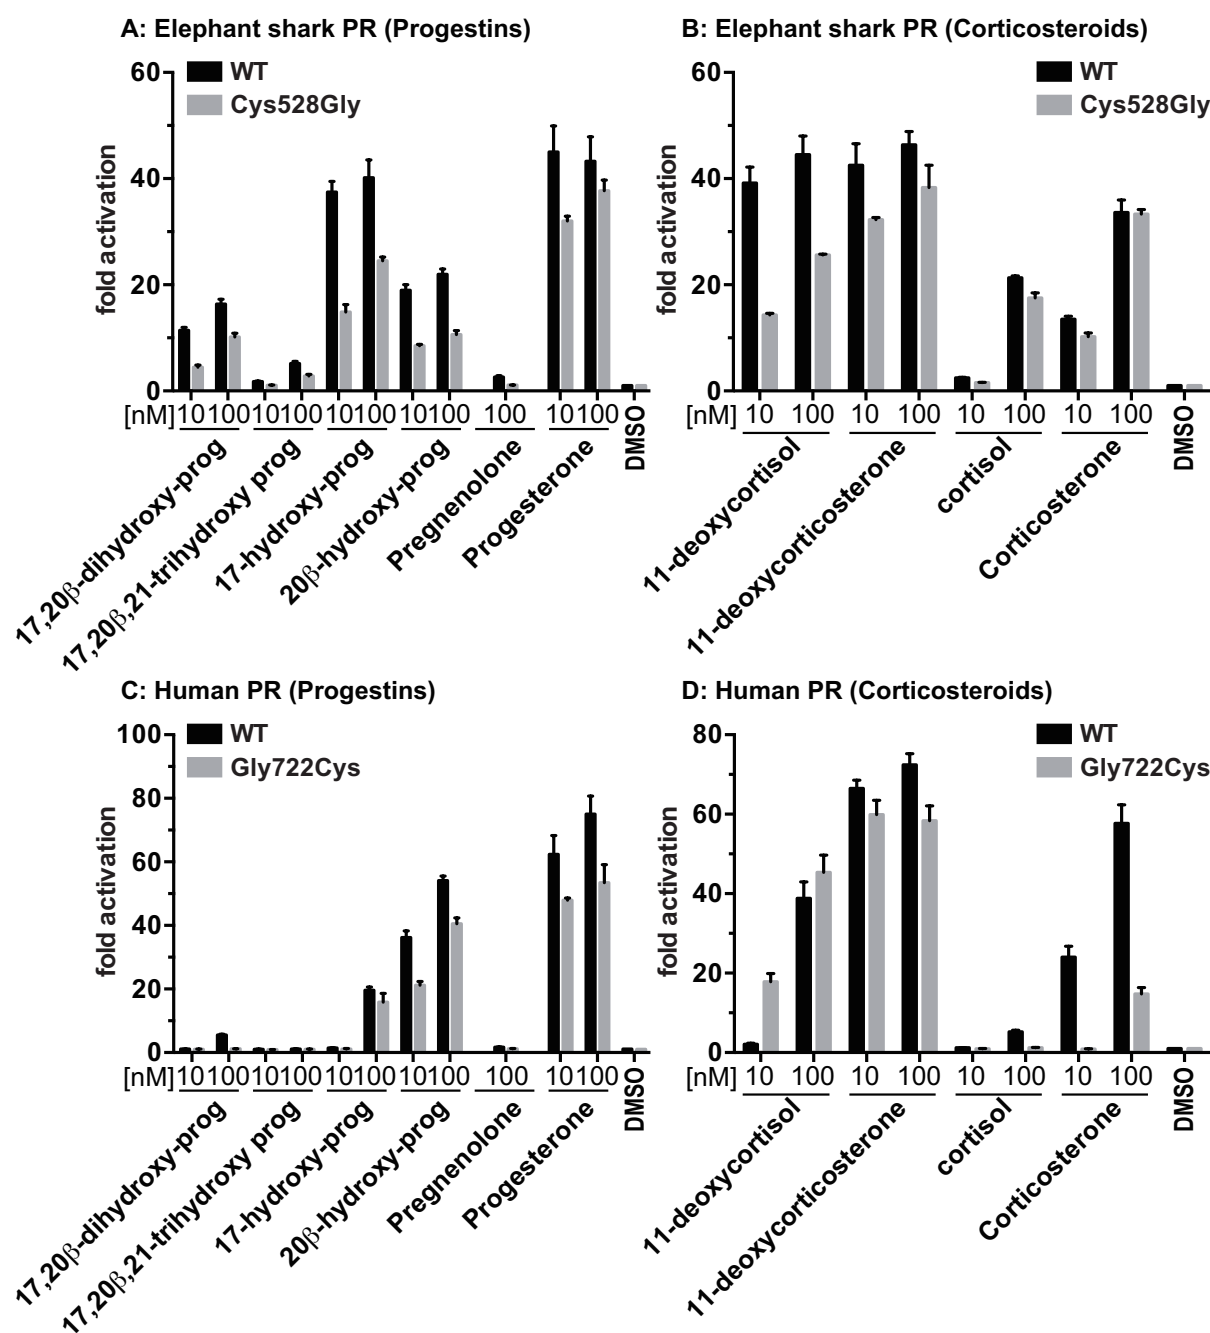 A: Elephant shark PR (Progestins)
60
40
20
0
fold activation
WT
Cys528Gly
[nM] 10 100 10 100 10 100 10 100 100 10 100
17,20β-dihydroxy-prog
17,20β,21-trihydroxy prog
17-hydroxy-prog
20β-hydroxy-prog
Pregnenolone
Progesterone
DMSO
B: Elephant shark PR (Corticosteroids)
60
40
20
0
fold activation
WT
Cys528Gly
[nM] 10 100 10 100 10 100 10 100
11-deoxycortisol
11-deoxycorticosterone
cortisol
Corticosterone
DMSO
C: Human PR (Progestins)
100
80
60
40
20
0
fold activation
WT
Gly722Cys
[nM] 10 100 10 100 10 100 10 100 100 10 100
17,20β-dihydroxy-prog
17,20β,21-trihydroxy prog
17-hydroxy-prog
20β-hydroxy-prog
Pregnenolone
Progesterone
DMSO
D: Human PR (Corticosteroids)
80
60
40
20
0
fold activation
WT
Gly722Cys
[nM] 10 100 10 100 10 100 10 100
11-deoxycortisol
11-deoxycorticosterone
cortisol
Corticosterone
DMSO